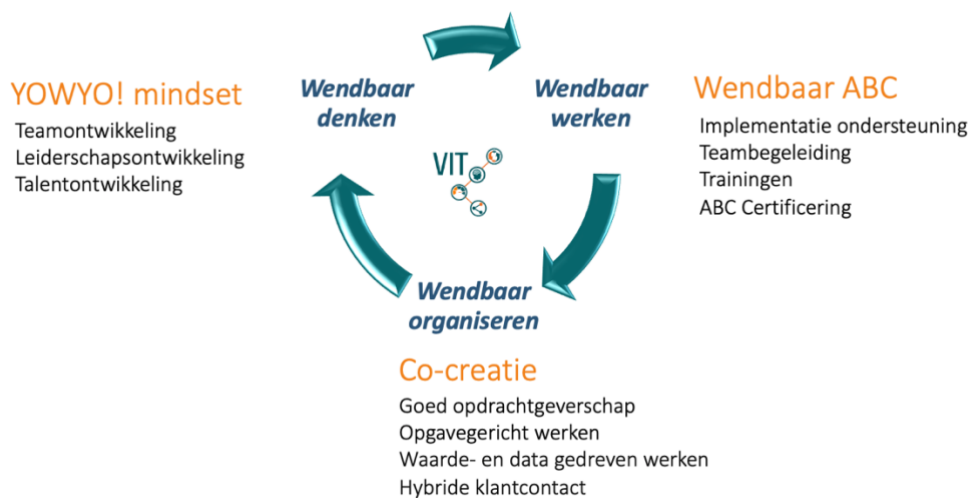 YOWYO! mindset
Teamontwikkeling
Leiderschapsontwikkeling
Talentontwikkeling
Wendbaar
denken
Wendbaar
werken
Wendbaar ABC
Implementatie ondersteuning
Teambegeleiding
Trainingen
ABC Certificering
VIT
Wendbaar
organiseren
Co-creatie
Goed opdrachtgeverschap
Opgavegericht werken
Waarde- en data gedreven werken
Hybride klantcontact